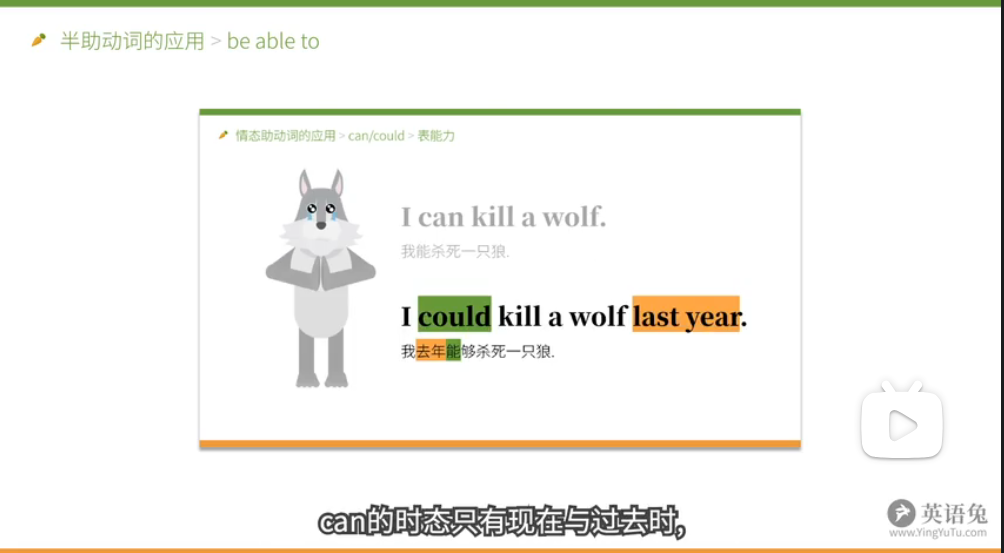 半助动词的应用 > be able to
情态助动词的应用 > can/could > 表能力
I can kill a wolf.
我能杀死一只狼.
I could kill a wolf last year.
我去年能够杀死一只狼.
can的时态只有现在与过去时,
英语兔
www.YingYuTu.com